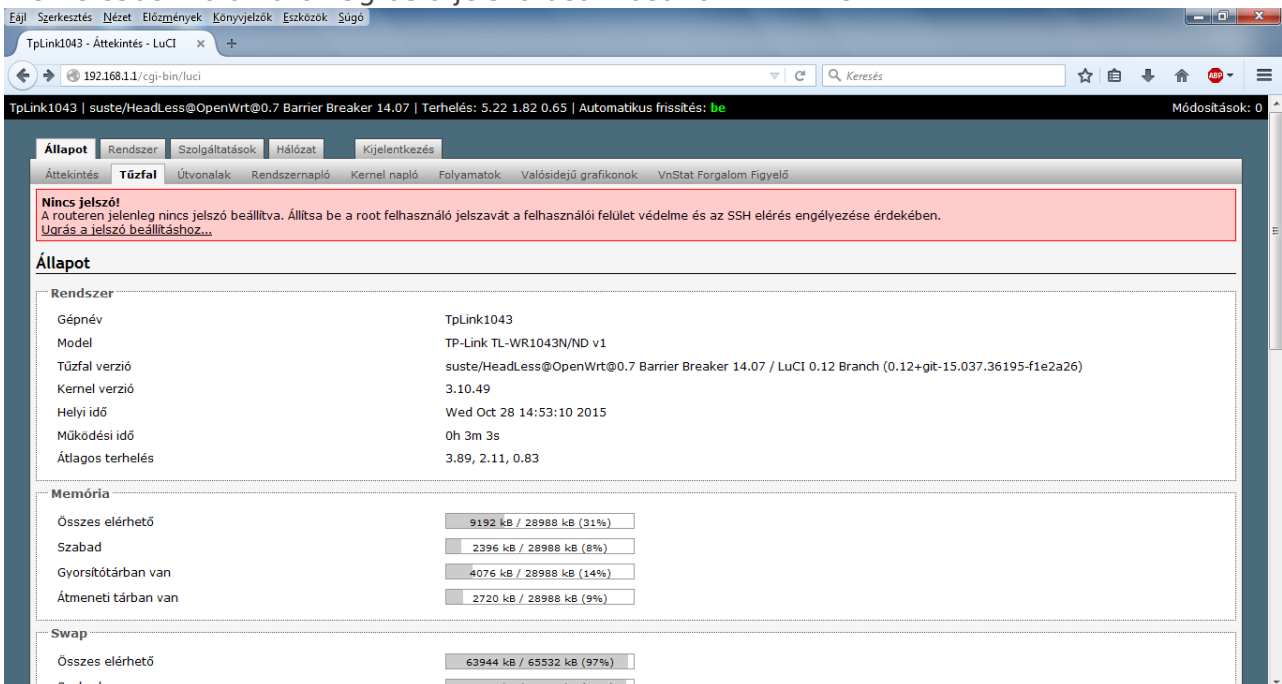 Fájl Szerkesztés Nézet Előzmények Könyvjelzők Eszközök Súgó
TpLink1043 - Áttekintés - LuCI
192.168.1.1/cgi-bin/luci
Keresés
ABP
TpLink1043 | suste/HeadLess@OpenWrt@0.7 Barrier Breaker 14.07 | Terhelés: 5.22 1.82 0.65 | Automatikus frissítés: be
Módosítások: 0
Állapot Rendszer Szolgáltatások Hálózat Kijelentkezés
Áttekintés Tűzfal Útvonalak Rendszernapló Kernel napló Folyamatok Valósidejű grafikonok VnStat Forgalom Figyelő
Nincs jelszó!
A routeren jelenleg nincs jelszó beállítva. Állítsa be a root felhasználó jelszavát a felhasználói felület védelme és az SSH elérés engélyezése érdekében.
Ugrás a jelszó beállításhoz...
Állapot
Rendszer
Gépnév TpLink1043
Model TP-Link TL-WR1043N/ND v1
Tűzfal verzió suste/HeadLess@OpenWrt@0.7 Barrier Breaker 14.07 / LuCI 0.12 Branch (0.12+git-15.037.36195-f1e2a26)
Kernel verzió 3.10.49
Helyi idő Wed Oct 28 14:53:10 2015
Működési idő 0h 3m 3s
Átlagos terhelés 3.89, 2.11, 0.83
Memória
Összes elérhető 9192 kB / 28988 kB (31%)
Szabad 2396 kB / 28988 kB (8%)
Gyorsítótárban van 4076 kB / 28988 kB (14%)
Átmeneti tárban van 2720 kB / 28988 kB (9%)
Swap
Összes elérhető 63944 kB / 65532 kB (97%)